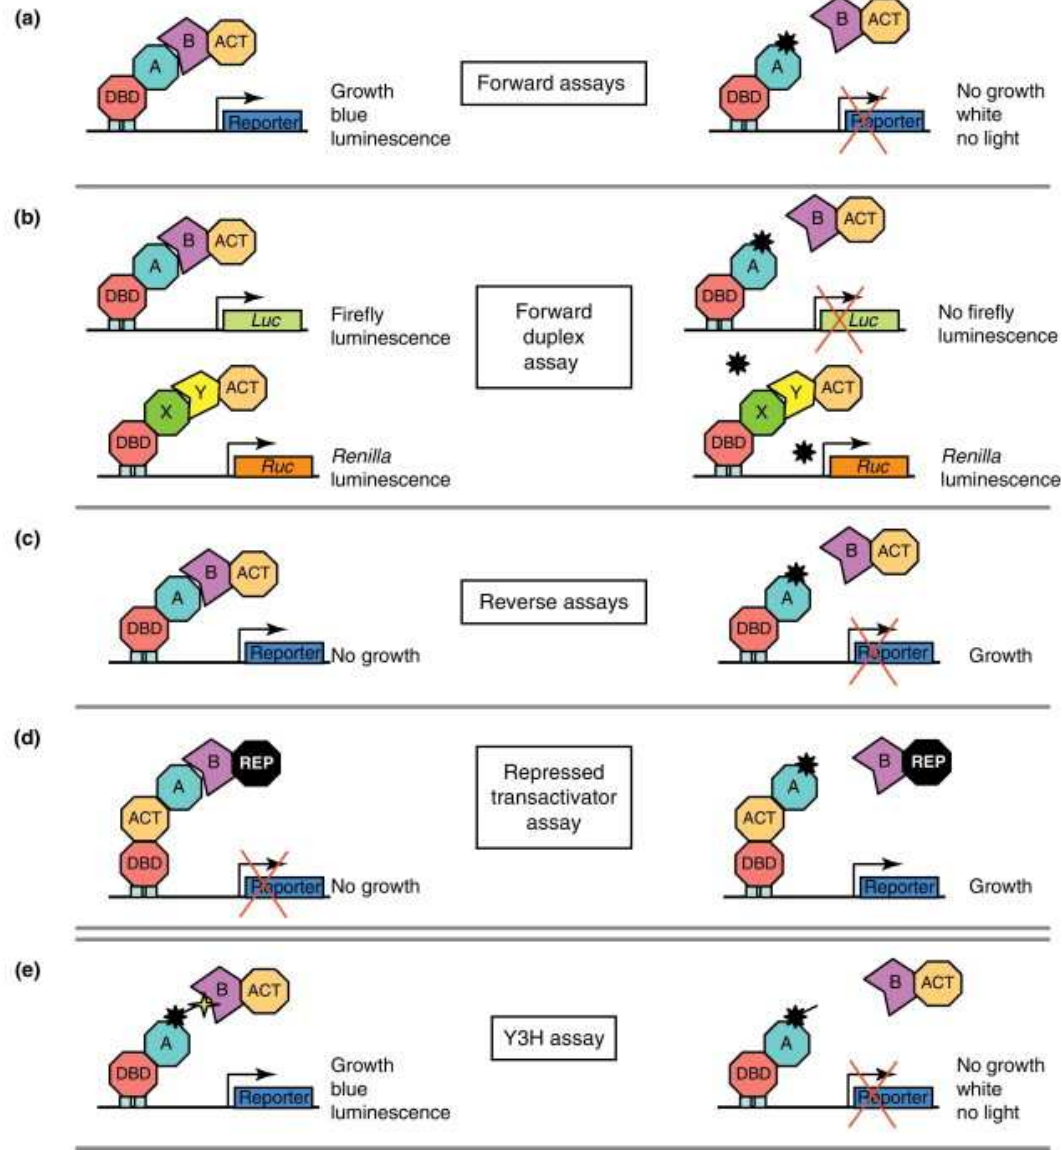 (a)
B
ACT
A
DBD
Reporter
Growth
blue
luminescence
Forward assays
B
ACT
A
DBD
Reporter
No growth
white
no light
(b)
B
ACT
A
DBD
Luc
Firefly
luminescence
Y
ACT
X
DBD
Ruc
Renilla
luminescence
Forward
duplex
assay
B
ACT
A
DBD
Luc
No firefly
luminescence
Y
ACT
X
DBD
Ruc
Renilla
luminescence
(c)
B
ACT
A
DBD
Reporter
No growth
Reverse assays
B
ACT
A
DBD
Reporter
Growth
(d)
B
REP
A
ACT
DBD
Reporter
No growth
Repressed
transactivator
assay
B
REP
A
ACT
DBD
Reporter
Growth
(e)
B
ACT
A
DBD
Reporter
Growth
blue
luminescence
Y3H assay
B
ACT
A
DBD
Reporter
No growth
white
no light